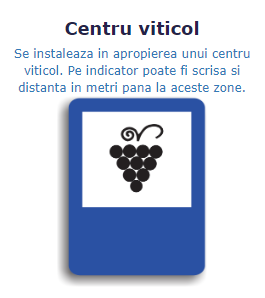 Centru viticol
Se instaleaza in apropierea unui centru
viticol. Pe indicator poate fi scrisa si
distanta in metri pana la aceste zone.